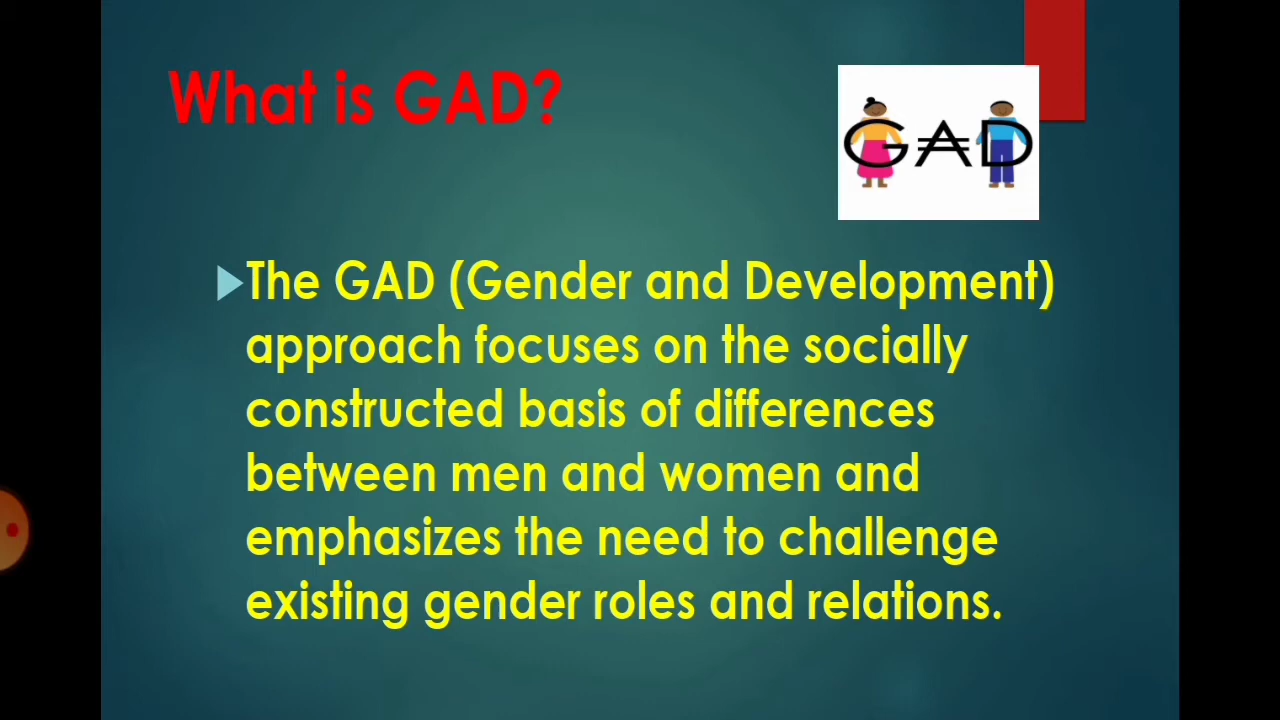 What is GAD?
GAD
The GAD (Gender and Development)
approach focuses on the socially
constructed basis of differences
between men and women and
emphasizes the need to challenge
existing gender roles and relations.